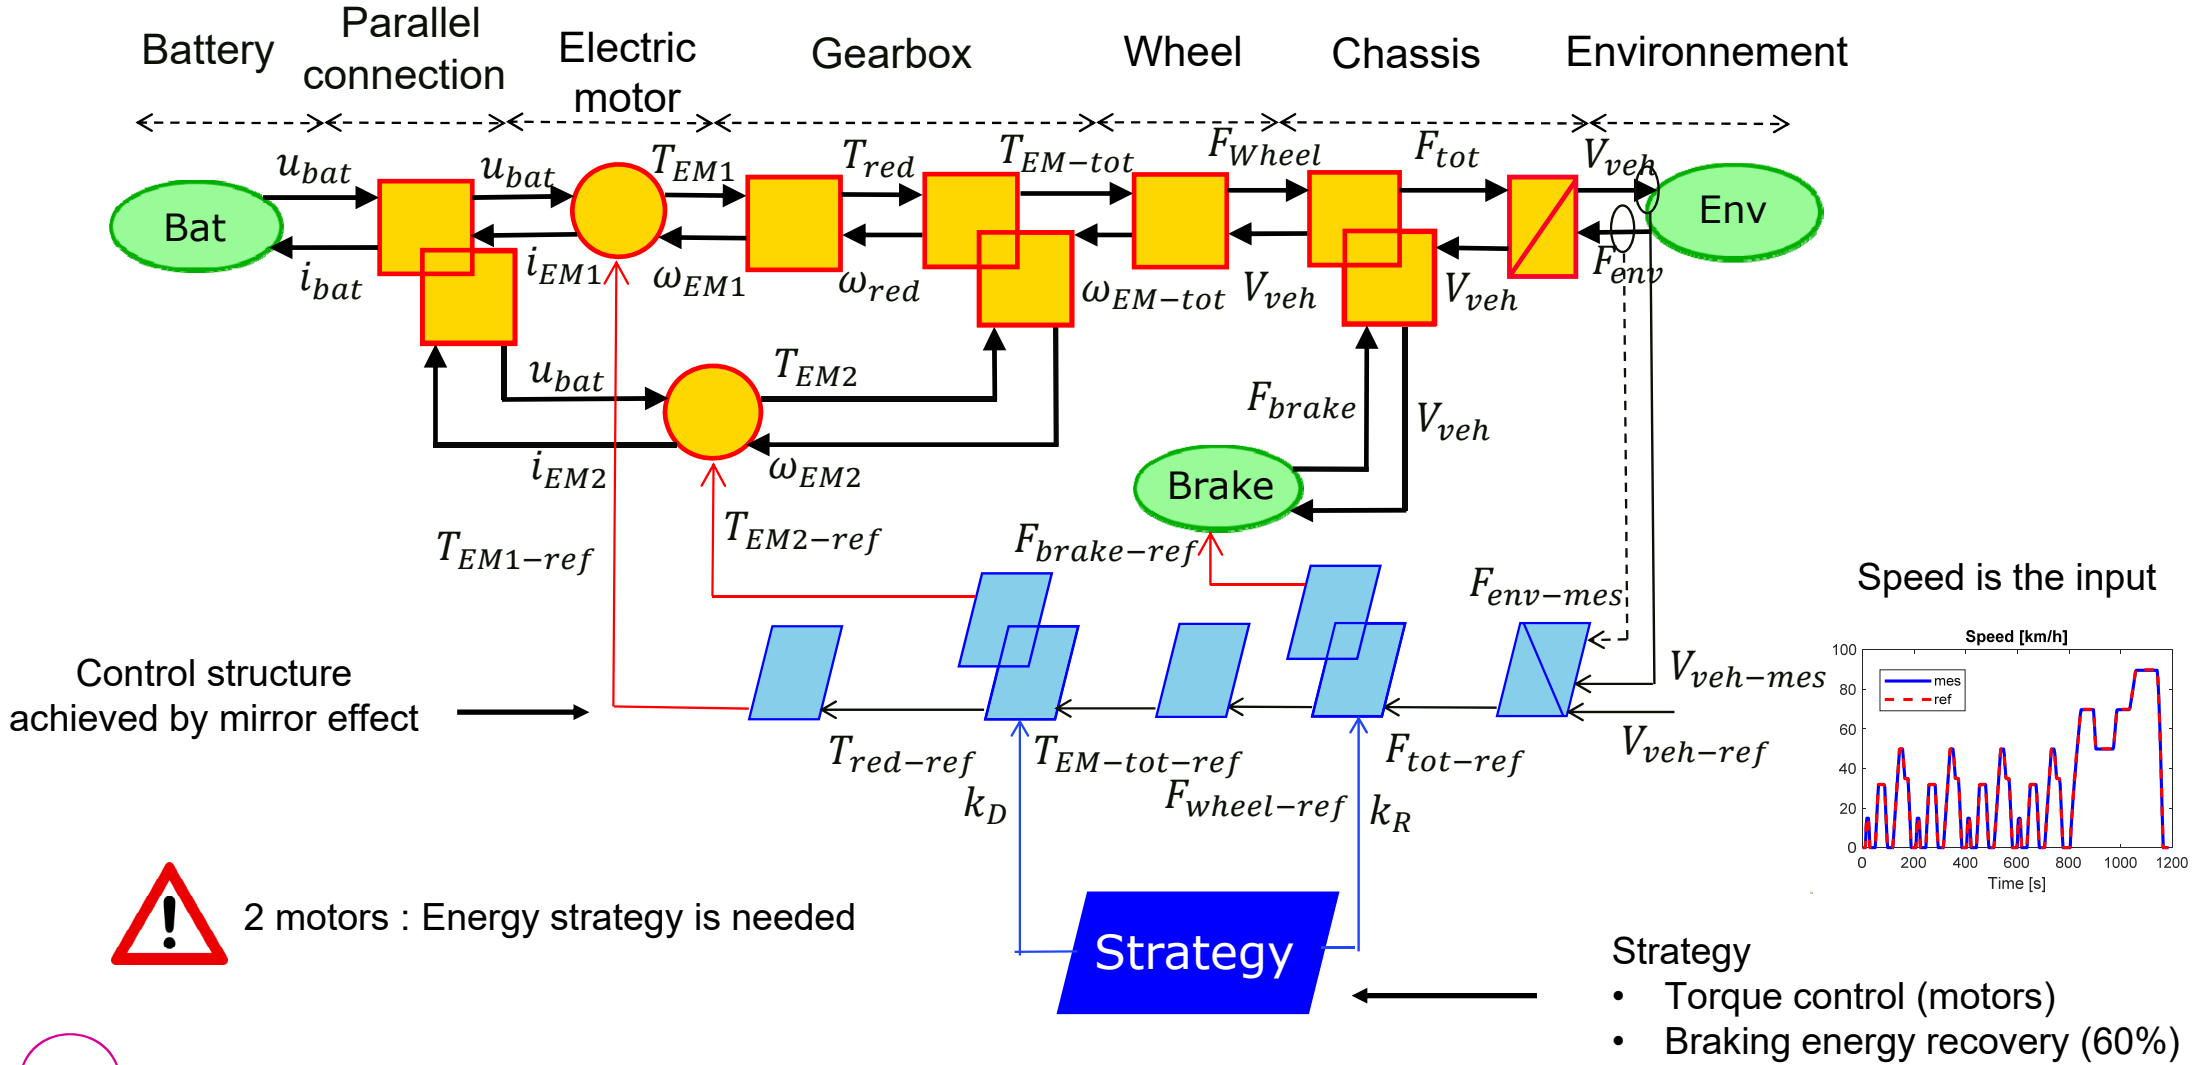 Battery
Parallel
connection
Electric
motor
Gearbox
Wheel
Chassis
Environnement
u_bat
u_bat
T_EM1
T_red
T_EM−tot
F_Wheel
F_tot
V_veh
Bat
Env
i_bat
i_EM1
ω_EM1
ω_red
ω_EM−tot
V_veh
V_veh
F_env
u_bat
T_EM2
F_brake
V_veh
i_EM2
ω_EM2
Brake
T_EM1−ref
T_EM2−ref
F_brake−ref
F_env−mes
Speed is the input
Control structure
achieved by mirror effect
V_veh−mes
T_red−ref
T_EM−tot−ref
F_tot−ref
V_veh−ref
k_D
F_wheel−ref
k_R
Speed [km/h]
mes
ref
100
80
60
40
20
0
0 200 400 600 800 1000 1200
Time [s]
2 motors : Energy strategy is needed
Strategy
Strategy
• Torque control (motors)
• Braking energy recovery (60%)